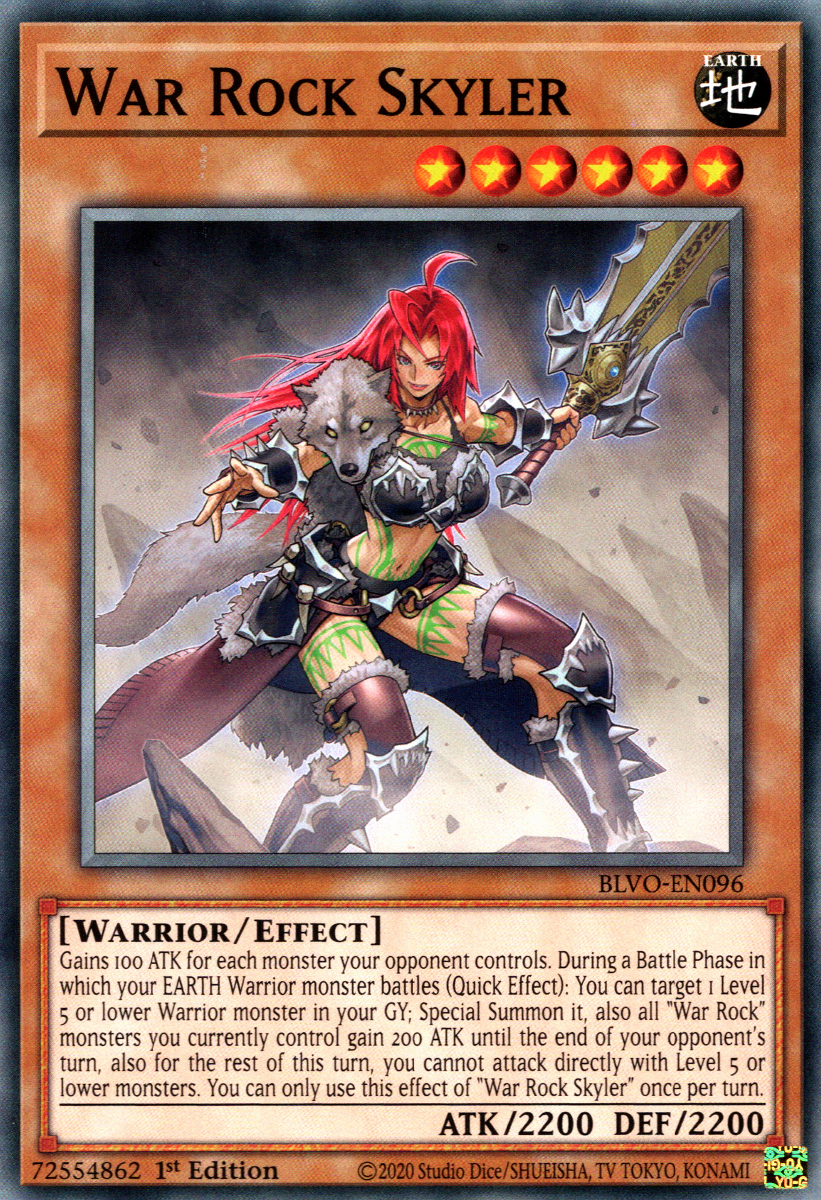 War Rock Skyler
EARTH
地
BLVO-EN096
[Warrior/Effect]
Gains 100 ATK for each monster your opponent controls. During a Battle Phase in
which your EARTH Warrior monster battles (Quick Effect): You can target 1 Level
5 or lower Warrior monster in your GY; Special Summon it, also all "War Rock"
monsters you currently control gain 200 ATK until the end of your opponent's
turn, also for the rest of this turn, you cannot attack directly with Level 5 or
lower monsters. You can only use this effect of "War Rock Skyler" once per turn.
ATK/2200 DEF/2200
72554862 1st Edition ©2020 Studio Dice/SHUEISHA, TV TOKYO, KONAMI